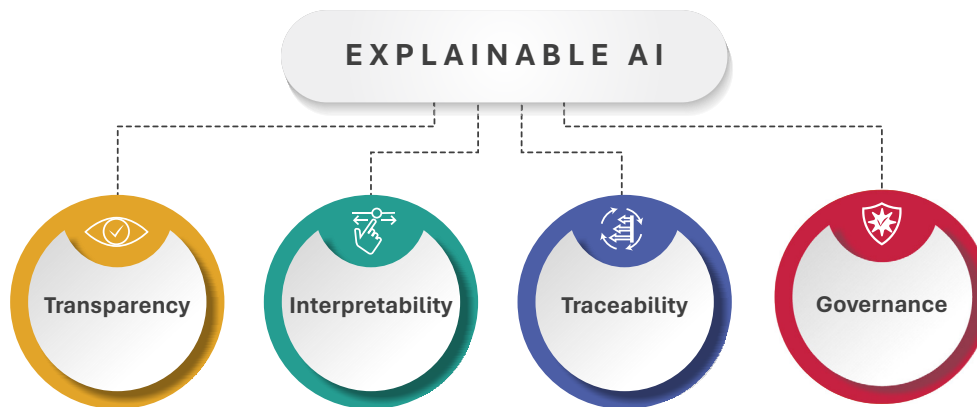 EXPLAINABLE AI
Transparency
Interpretability
Traceability
Governance